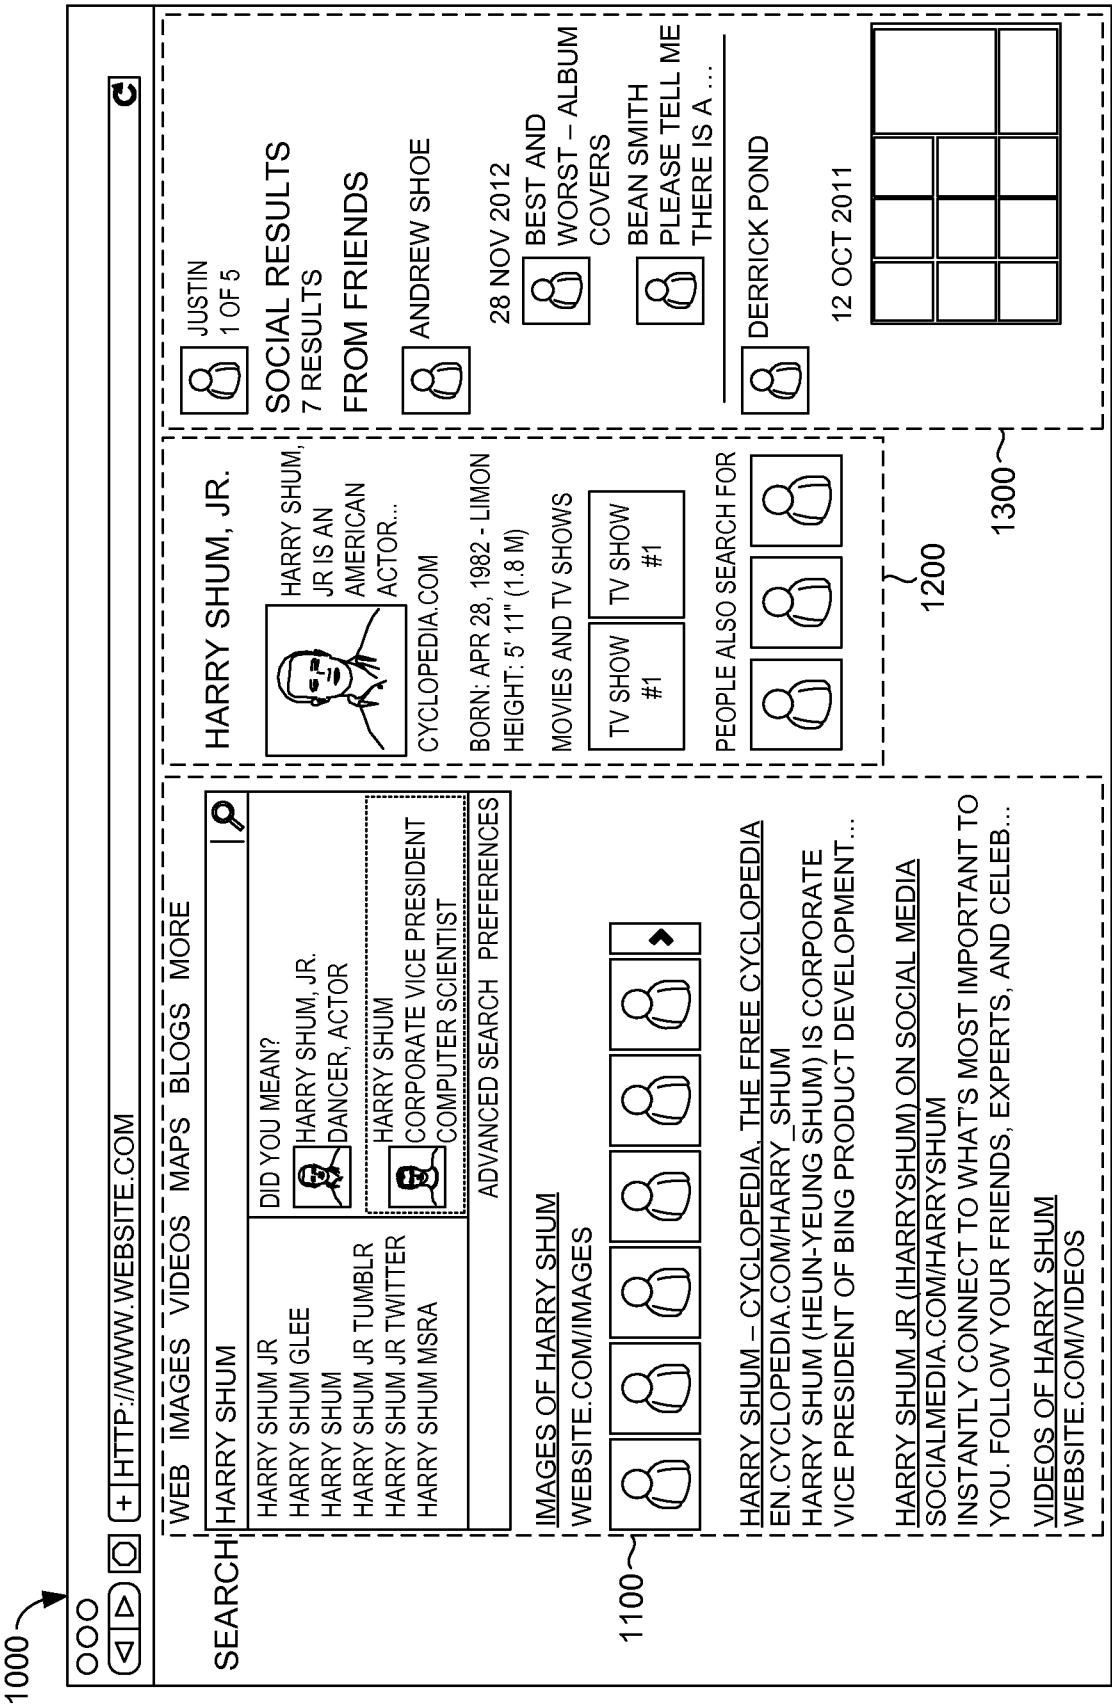 1000
+ HTTP://WWW.WEBSITE.COM
WEB IMAGES VIDEOS MAPS BLOGS MORE
SEARCH
HARRY SHUM
HARRY SHUM JR
HARRY SHUM GLEE
HARRY SHUM
HARRY SHUM JR TUMBLR
HARRY SHUM JR TWITTER
HARRY SHUM MSRA
DID YOU MEAN?
HARRY SHUM, JR.
DANCER, ACTOR
HARRY SHUM
CORPORATE VICE PRESIDENT
COMPUTER SCIENTIST
ADVANCED SEARCH PREFERENCES
IMAGES OF HARRY SHUM
WEBSITE.COM/IMAGES
1100
HARRY SHUM – CYCLOPEDIA, THE FREE CYCLOPEDIA
EN.CYCLOPEDIA.COM/HARRY_SHUM
HARRY SHUM (HEUN-YEUNG SHUM) IS CORPORATE
VICE PRESIDENT OF BING PRODUCT DEVELOPMENT...
HARRY SHUM JR (IHARRYSHUM) ON SOCIAL MEDIA
SOCIALMEDIA.COM/HARRYSHUM
INSTANTLY CONNECT TO WHAT'S MOST IMPORTANT TO
YOU. FOLLOW YOUR FRIENDS, EXPERTS, AND CELEB...
VIDEOS OF HARRY SHUM
WEBSITE.COM/VIDEOS
HARRY SHUM, JR.
HARRY SHUM,
JR IS AN
AMERICAN
ACTOR...
CYCLOPEDIA.COM
BORN: APR 28, 1982 - LIMON
HEIGHT: 5' 11" (1.8 M)
MOVIES AND TV SHOWS
TV SHOW
#1
TV SHOW
#1
PEOPLE ALSO SEARCH FOR
1200
JUSTIN
1 OF 5
SOCIAL RESULTS
7 RESULTS
FROM FRIENDS
ANDREW SHOE
28 NOV 2012
BEST AND
WORST – ALBUM
COVERS
BEAN SMITH
PLEASE TELL ME
THERE IS A ...
DERRICK POND
12 OCT 2011
1300